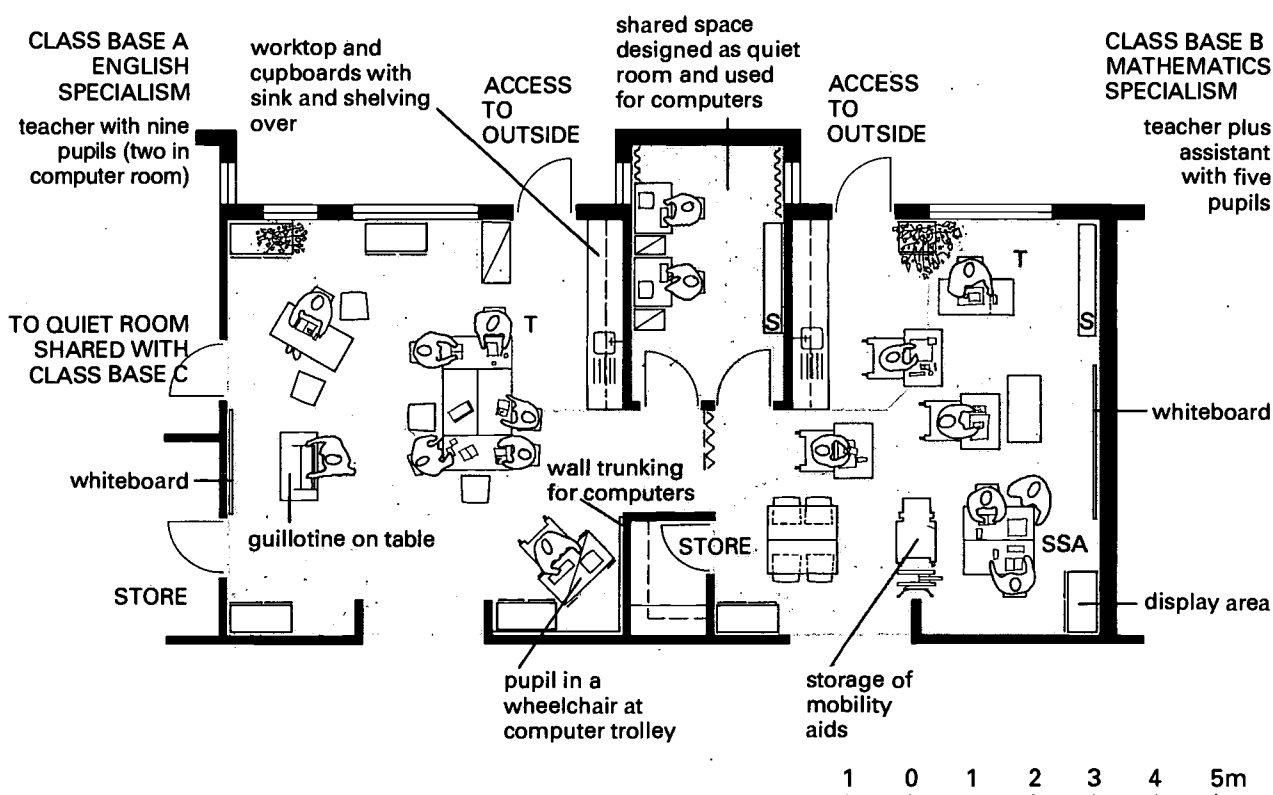 CLASS BASE A
ENGLISH
SPECIALISM
teacher with nine
pupils (two in
computer room)
worktop and
cupboards with
sink and shelving
over
ACCESS
TO
OUTSIDE
shared space
designed as quiet
room and used
for computers
ACCESS
TO
OUTSIDE
CLASS BASE B
MATHEMATICS
SPECIALISM
teacher plus
assistant
with five
pupils
TO QUIET ROOM
SHARED WITH
CLASS BASE C
T
S
T
S
whiteboard
whiteboard
guillotine on table
wall trunking
for computers
STORE
STORE
SSA
display area
pupil in a
wheelchair at
computer trolley
storage of
mobility
aids
1 0 1 2 3 4 5m